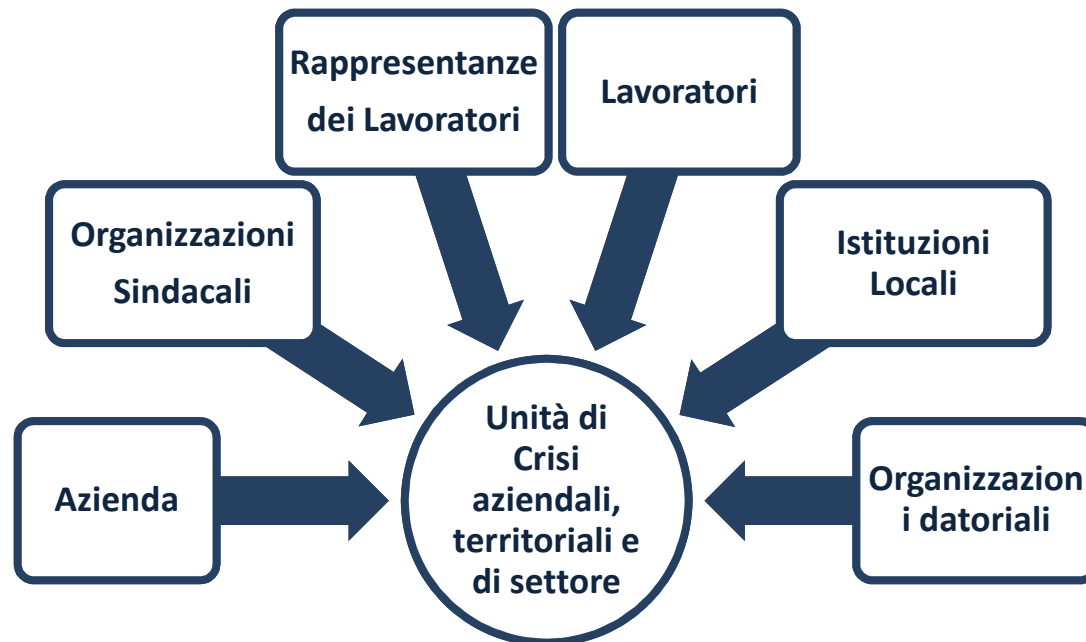 Rappresentanze
dei Lavoratori
Lavoratori
Organizzazioni
Sindacali
Istituzioni
Locali
Azienda
Unità di
Crisi
aziendali,
territoriali e
di settore
Organizzazion
i datoriali